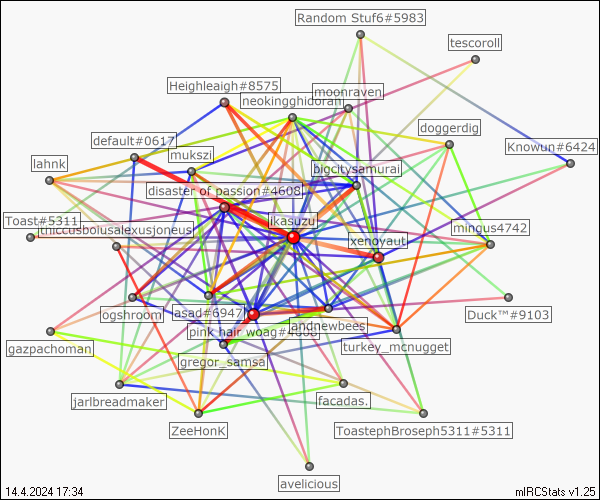 Random Stuf6#5983
tescoroll
Heighleaigh#8575
moonraven
neokingghidorah
doggerdig
default#0617
Knowun#6424
mukszi
lahnk
bigcitysamurai
disaster of passion#4608
ikasuzu
Toast#5311
thiccusbolusalexusjoneus
mingus4742
xenoyaut
ogshroom
asad#6947
Duck™#9103
andnewbees
pink hair woag#4668
turkey_mcnugget
gazpachoman
gregor_samsa
jarlbreadmaker
facadas.
ZeeHonK
ToastephBroseph5311#5311
avelicious
14.4.2024 17:34
mIRCStats v1.25